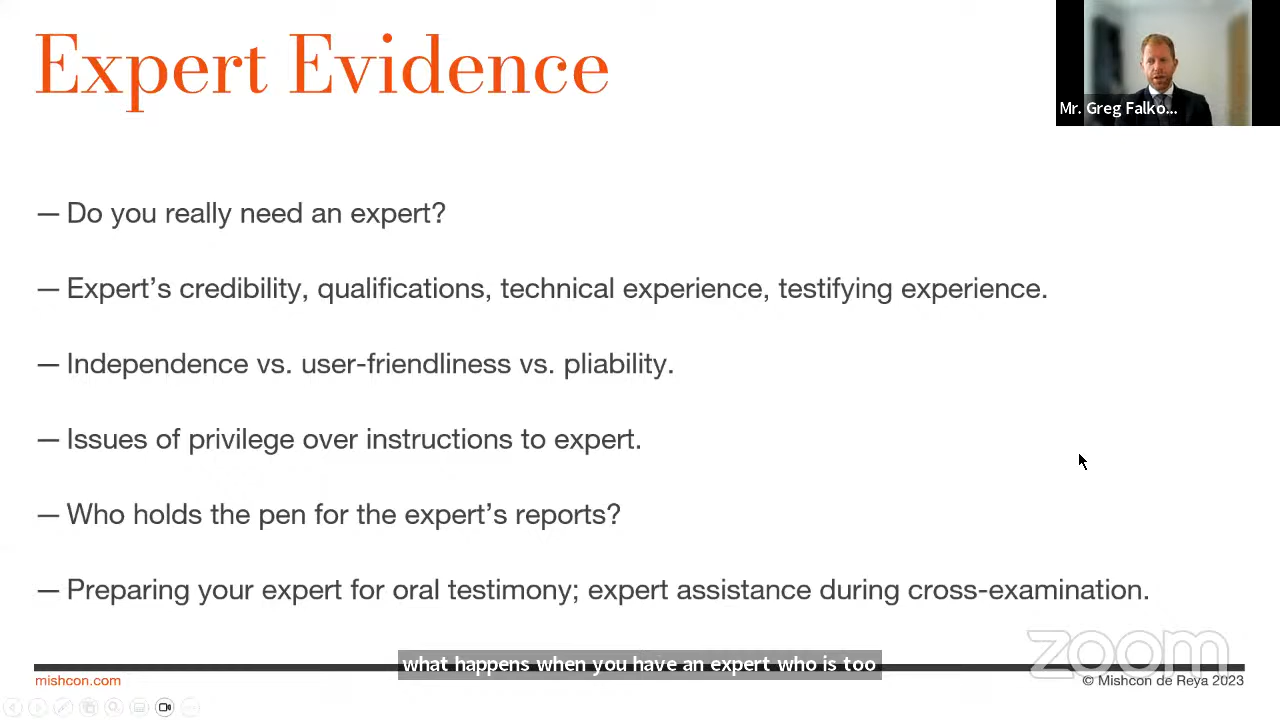 Expert Evidence
Mr. Greg Falko...
— Do you really need an expert?
— Expert’s credibility, qualifications, technical experience, testifying experience.
— Independence vs. user-friendliness vs. pliability.
— Issues of privilege over instructions to expert.
— Who holds the pen for the expert’s reports?
— Preparing your expert for oral testimony; expert assistance during cross-examination.
zoom
what happens when you have an expert who is too
mishcon.com
© Mishcon de Reya 2023